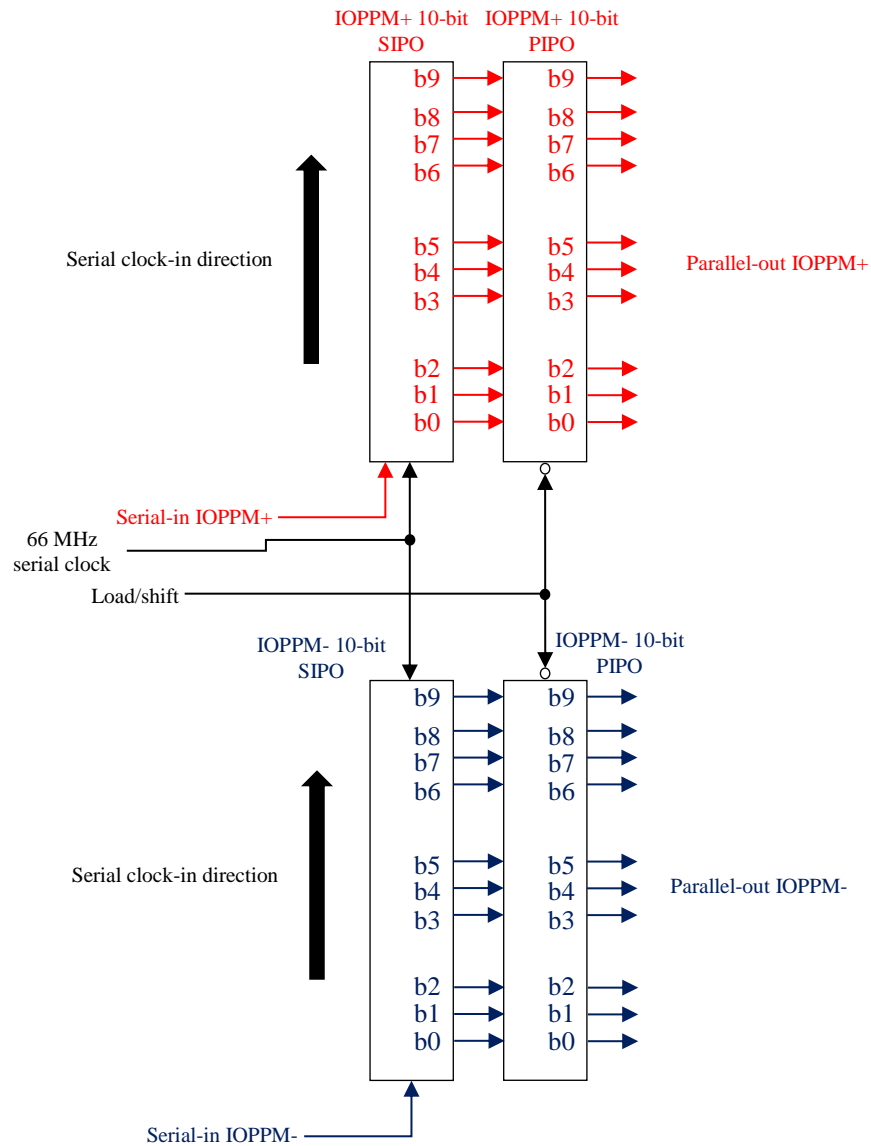 IOPPM+ 10-bit
SIPO
IOPPM+ 10-bit
PIPO
b9
b8
b7
b6
b5
b4
b3
b2
b1
b0
b9
b8
b7
b6
b5
b4
b3
b2
b1
b0
Serial clock-in direction
Parallel-out IOPPM+
Serial-in IOPPM+
66 MHz
serial clock
Load/shift
IOPPM- 10-bit
SIPO
IOPPM- 10-bit
PIPO
b9
b8
b7
b6
b5
b4
b3
b2
b1
b0
b9
b8
b7
b6
b5
b4
b3
b2
b1
b0
Serial clock-in direction
Parallel-out IOPPM-
Serial-in IOPPM-